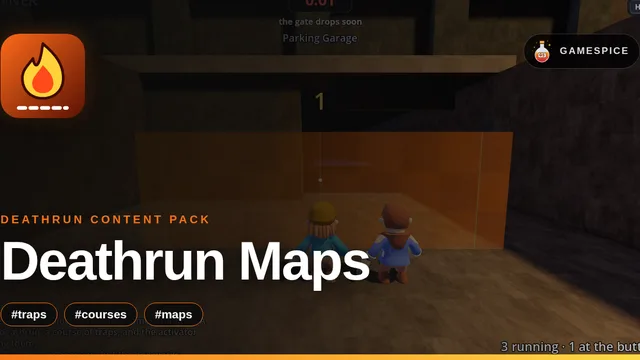 0:01
the gate drops soon
Parking Garage
GAMESPICE
1
DEATHRUN CONTENT PACK
Deathrun Maps
#traps #courses #maps
3 running · 1 at the butt